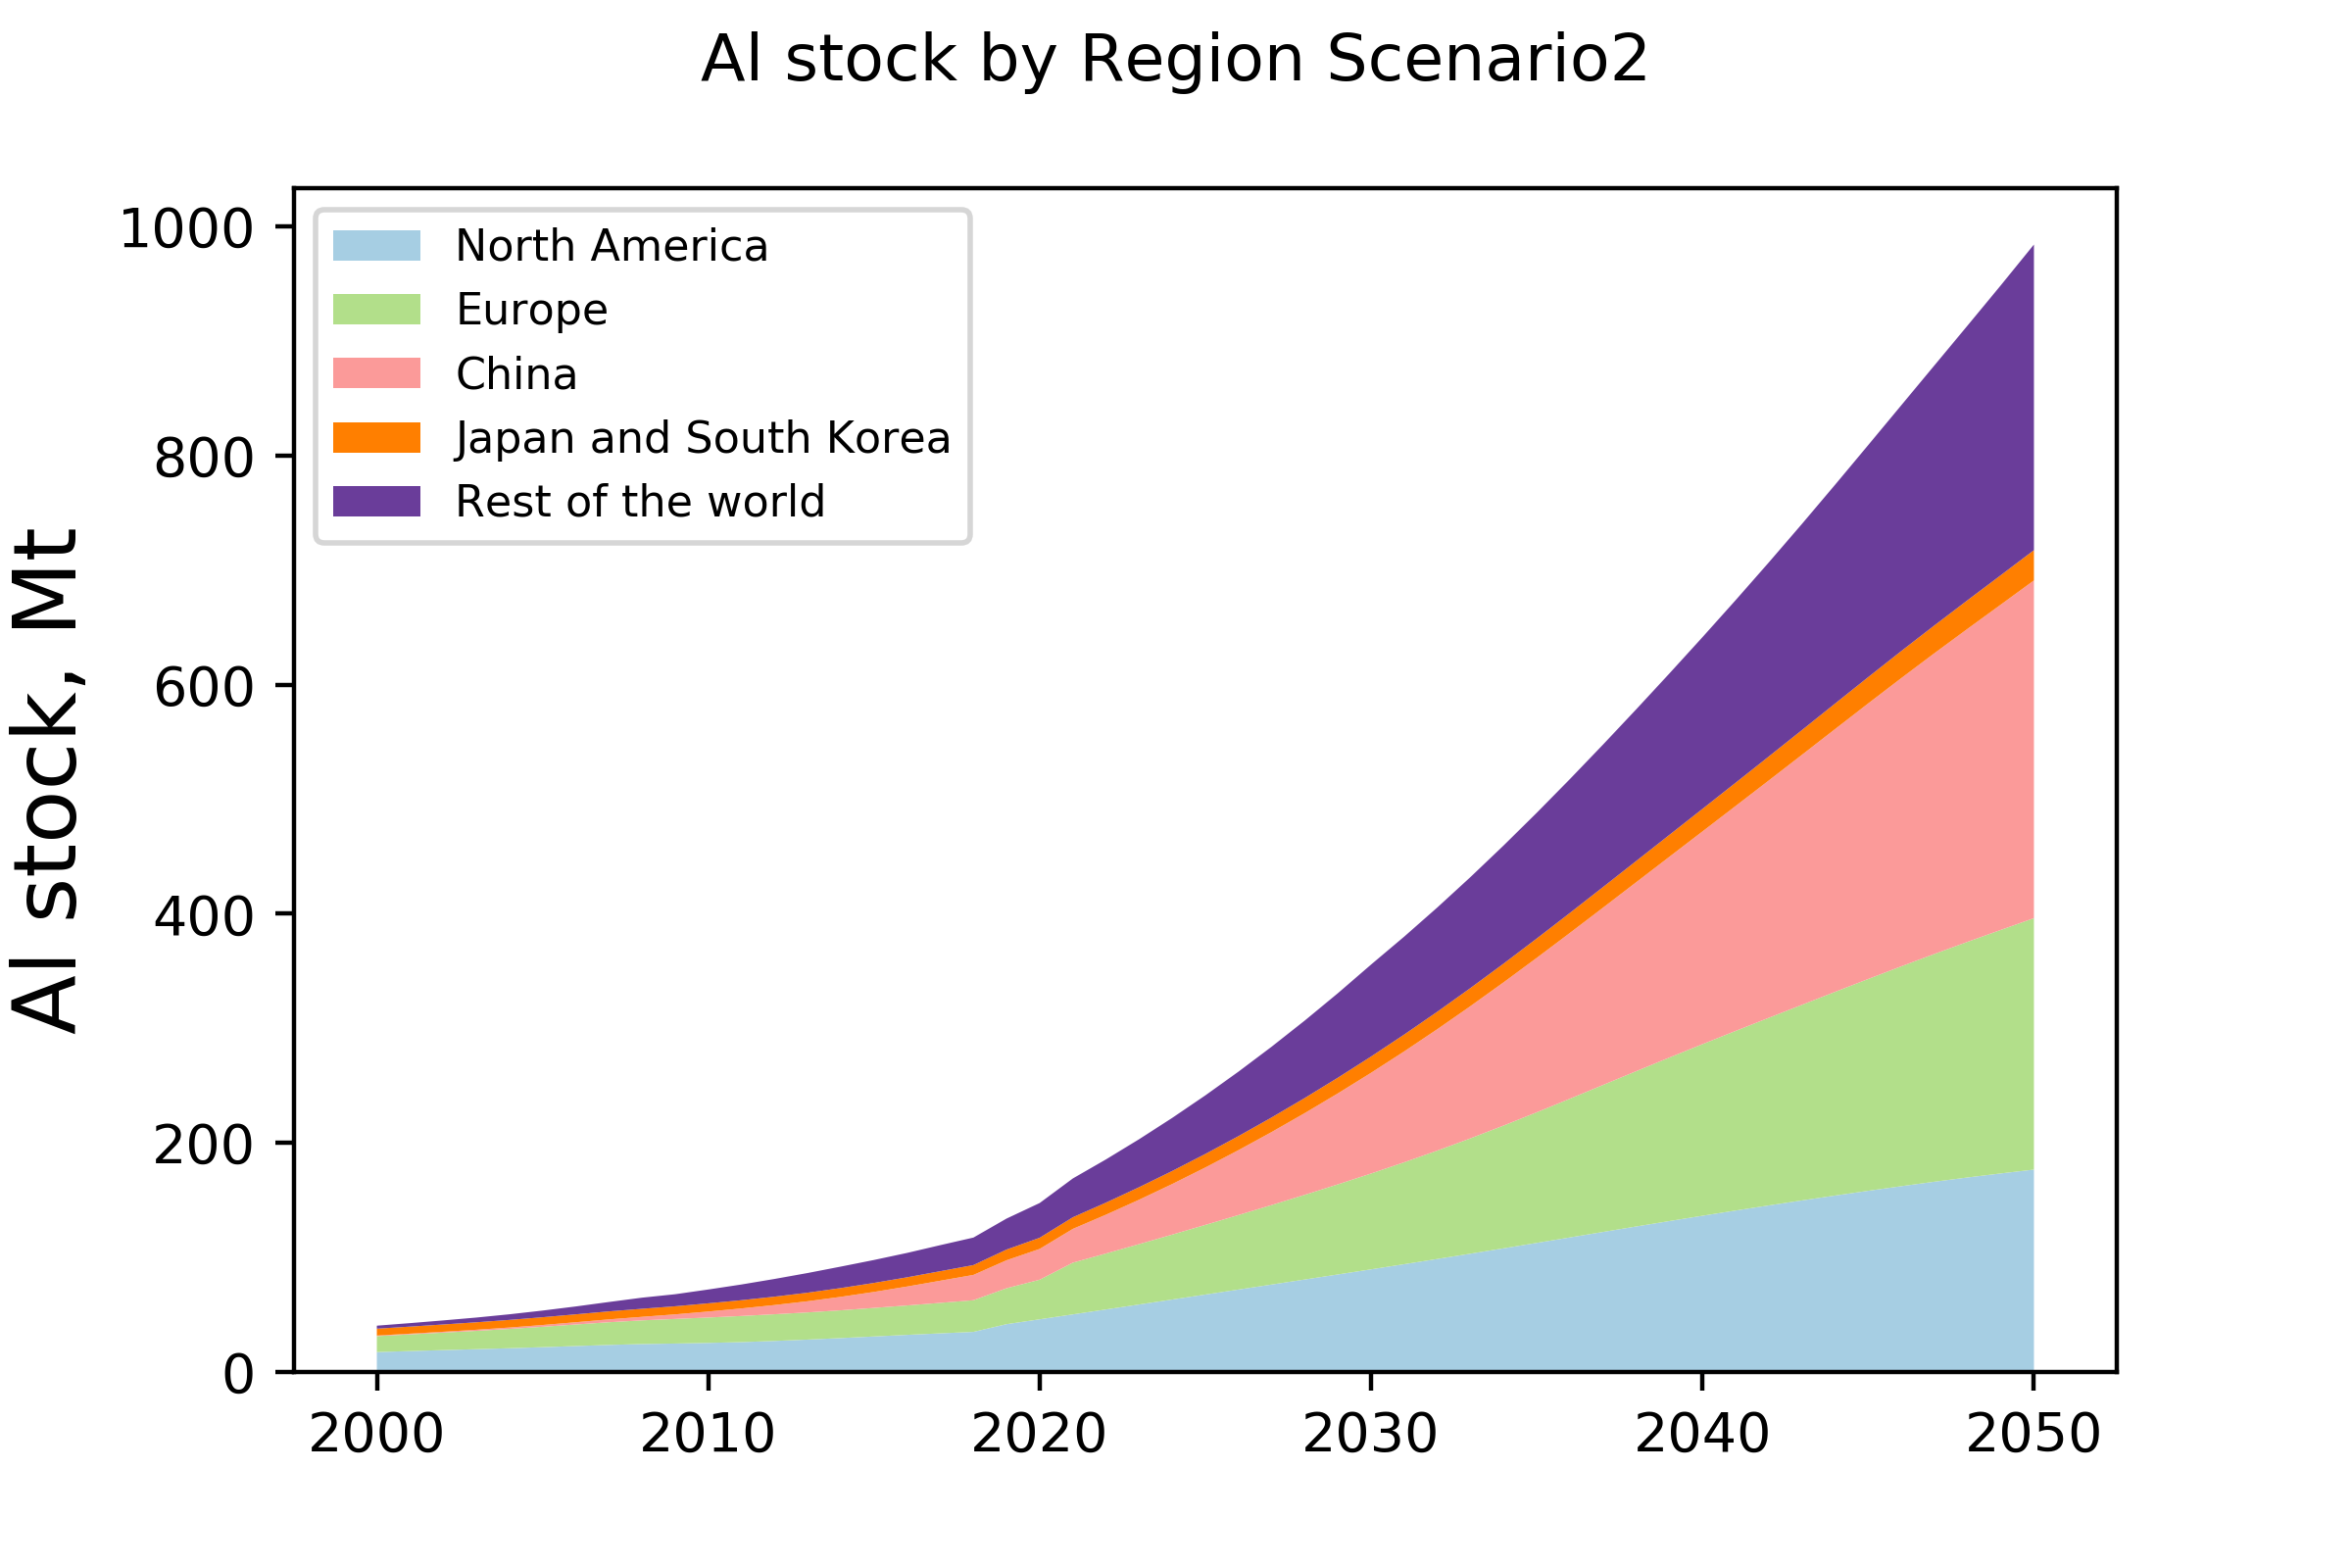 Al stock by Region Scenario2
Al stock, Mt
1000
800
600
400
200
0
North America
Europe
China
Japan and South Korea
Rest of the world
2000 2010 2020 2030 2040 2050